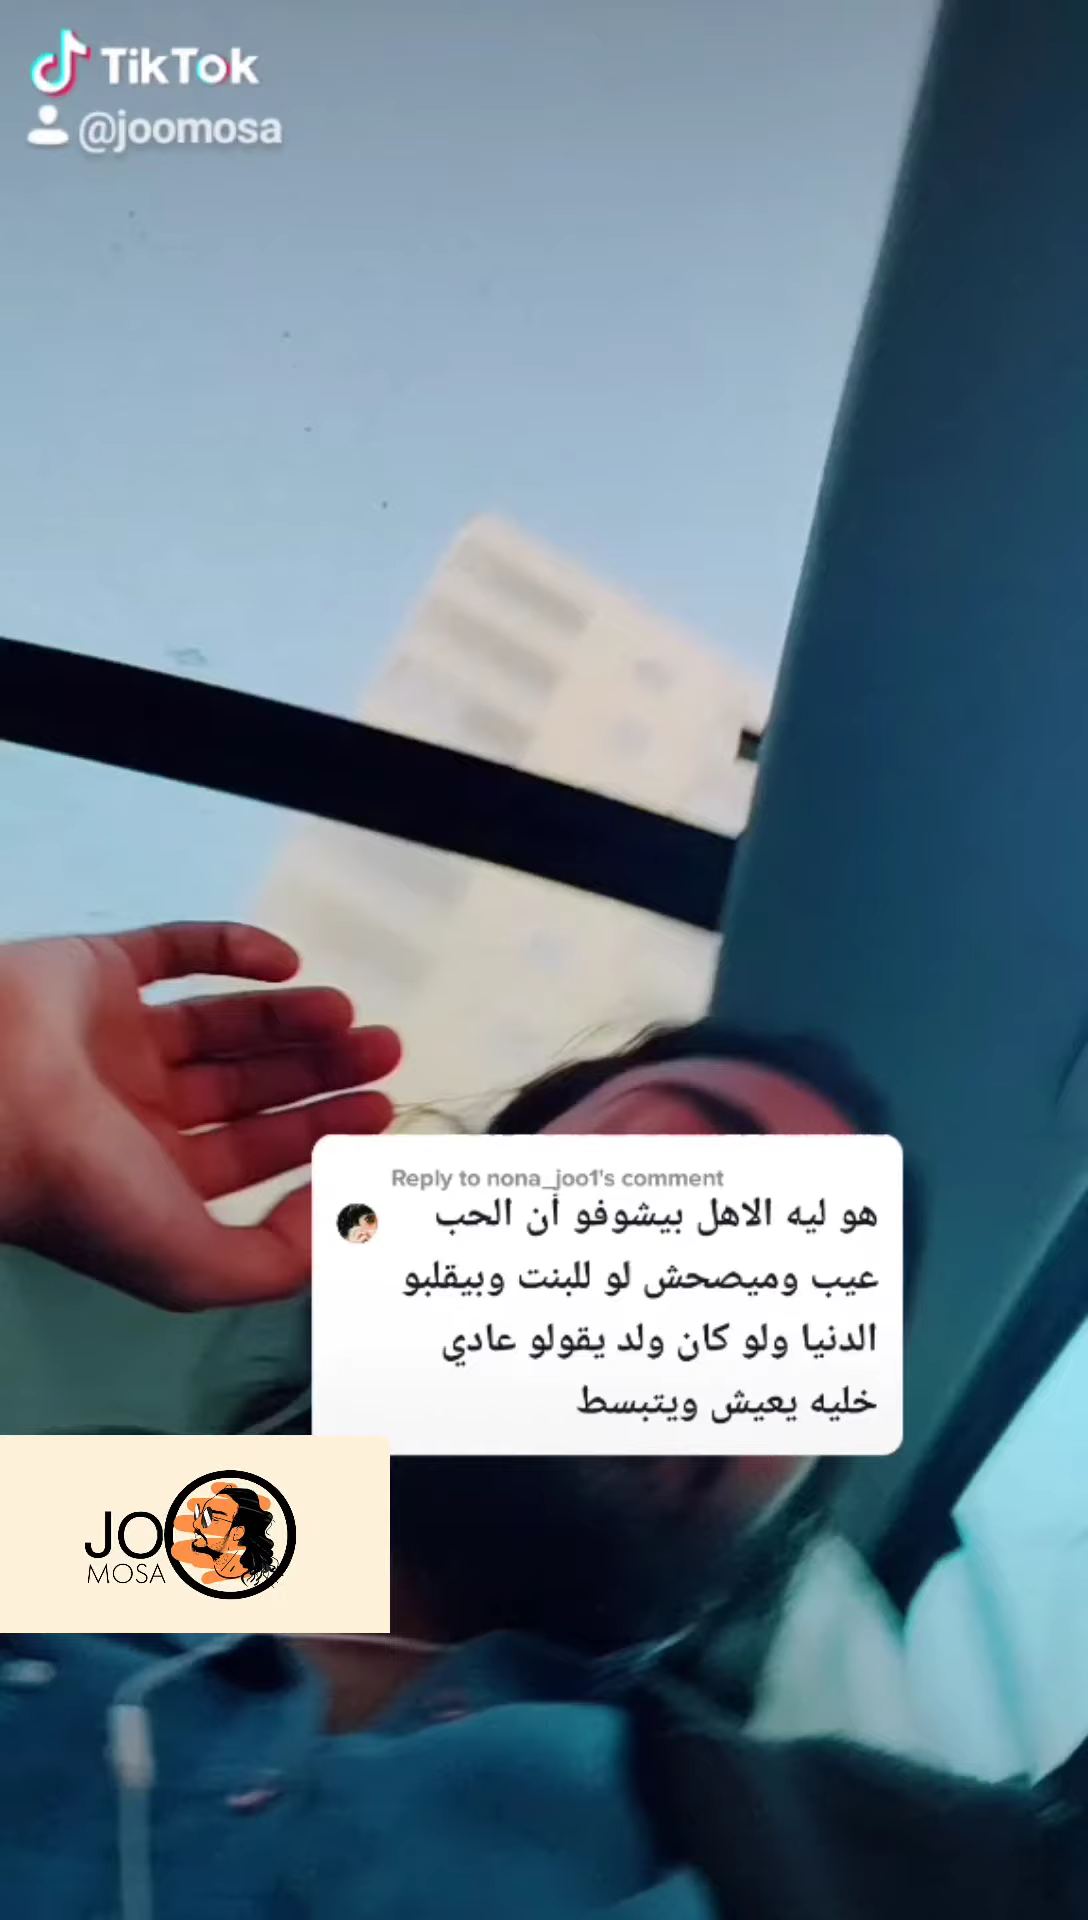 TikTok
@joomosa
Reply to nona_joo1's comment
هو ليه الاهل بيشوفو أن الحب
عيب وميصحش لو للبنت وبيقلبو
الدنيا ولو كان ولد يقولو عادي
خليه يعيش ويتبسط
JO
MOSA